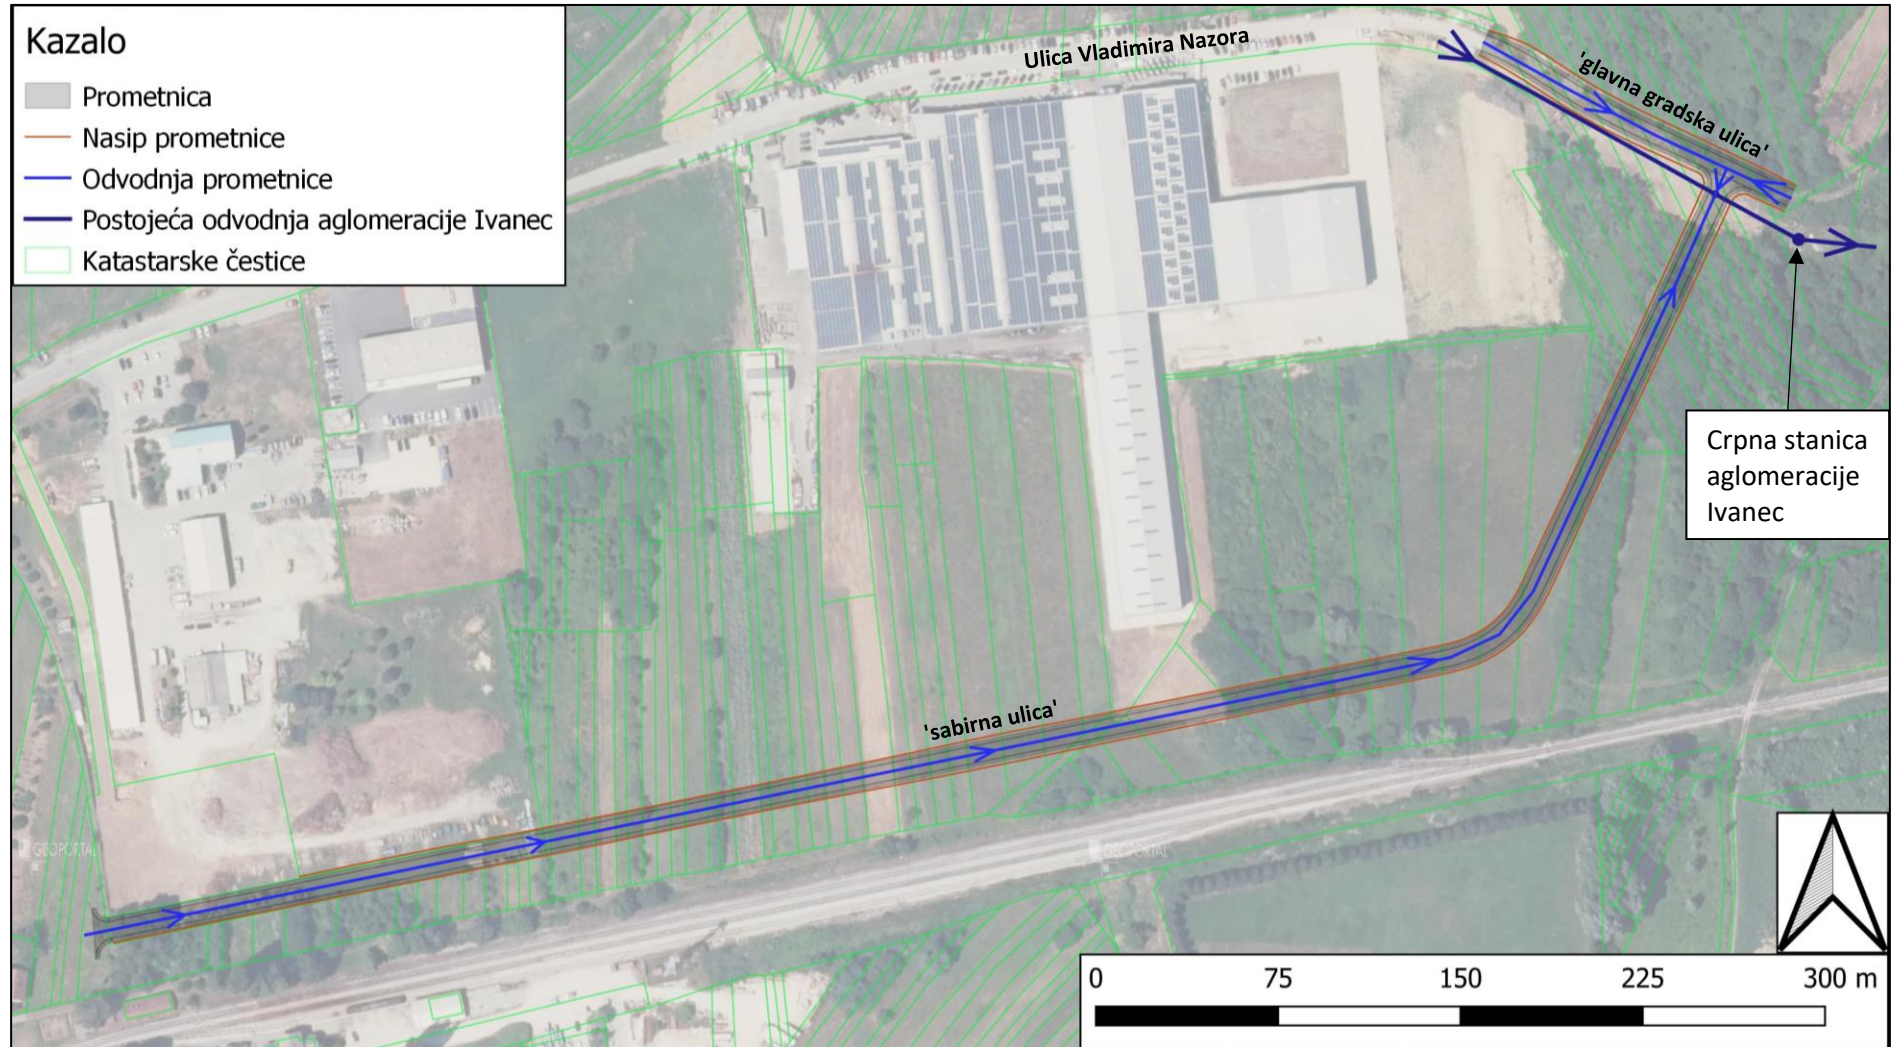 Kazalo
Prometnica
Nasip prometnice
Odvodnja prometnice
Postojeća odvodnja aglomeracije Ivanec
Katastarske čestice
Ulica Vladimira Nazora
'glavna gradska ulica'
Crpna stanica
aglomeracije
Ivanec
'sabirna ulica'
GEOPORTAL
GEOPORTAL
0 75 150 225 300 m